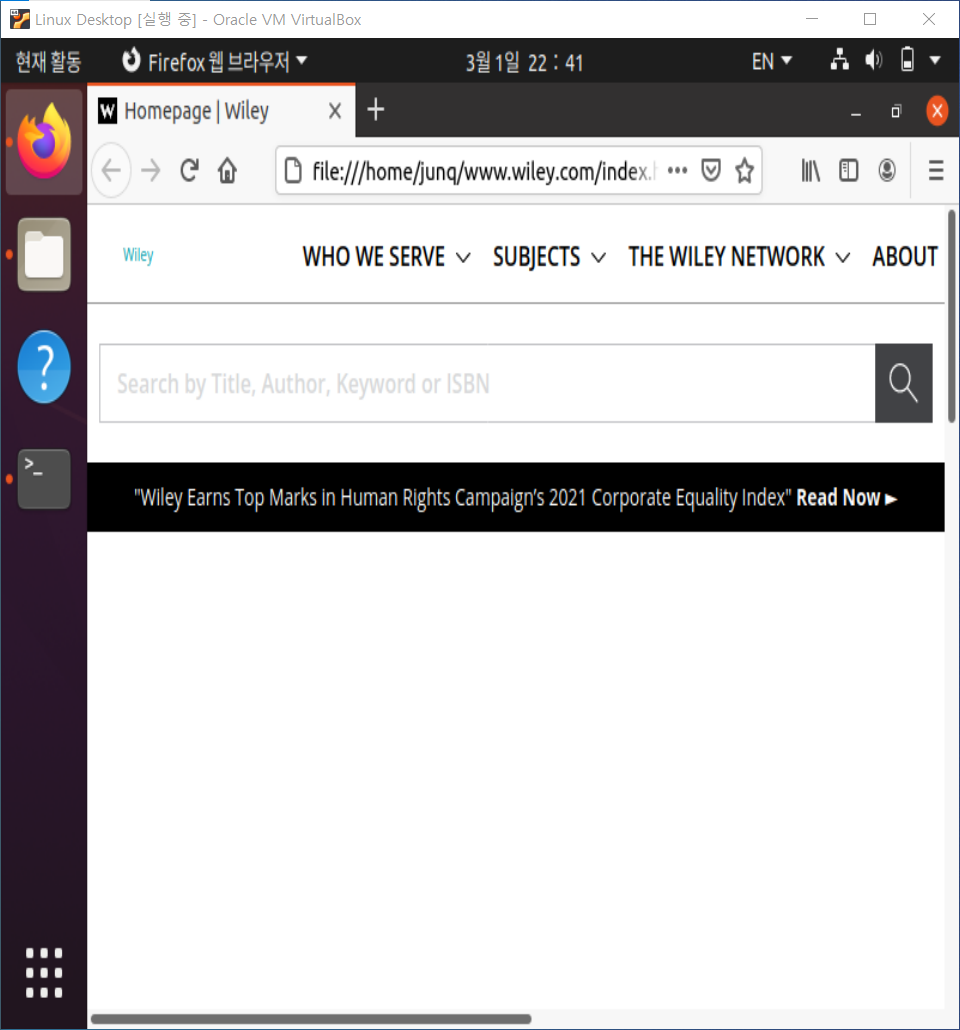 Linux Desktop [실행 중] - Oracle VM VirtualBox
현재 활동 Firefox 웹 브라우저 3월 1일 22 : 41 EN
W Homepage | Wiley
file:///home/junq/www.wiley.com/index.h
Wiley WHO WE SERVE SUBJECTS THE WILEY NETWORK ABOUT
Search by Title, Author, Keyword or ISBN
?
>_
"Wiley Earns Top Marks in Human Rights Campaign’s 2021 Corporate Equality Index" Read Now ►